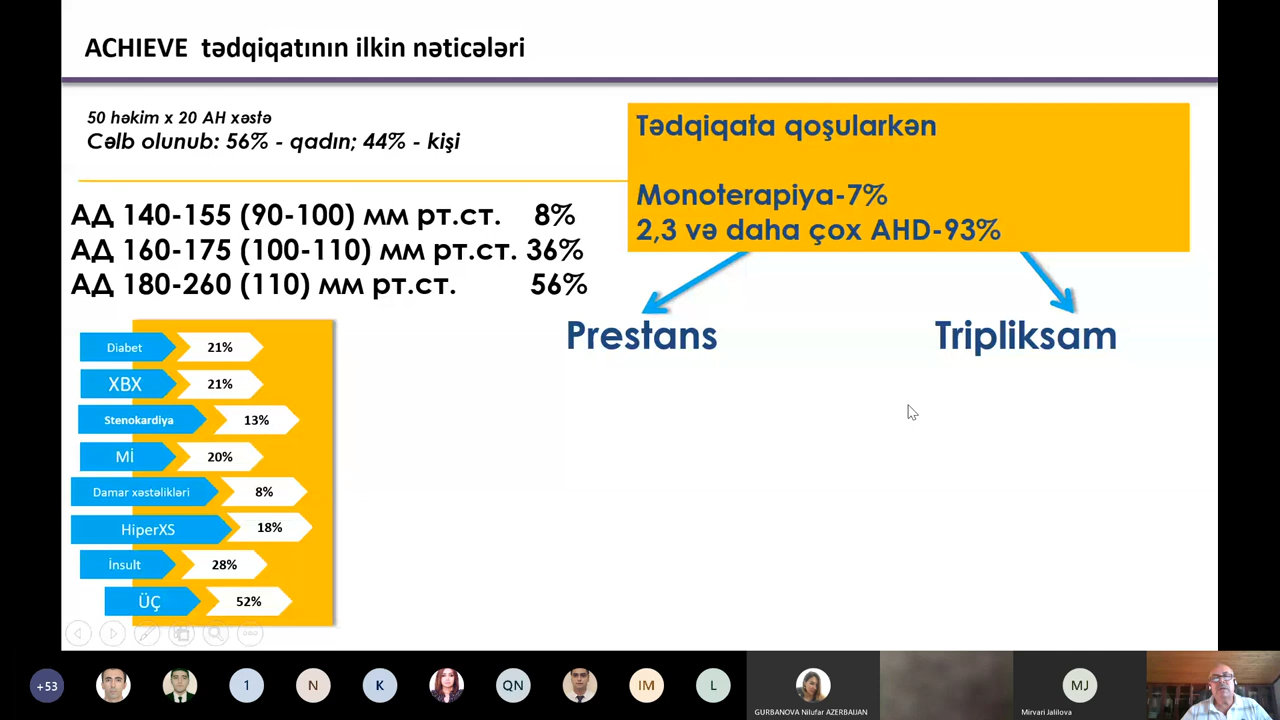 ACHIEVE tədqiqatının ilkin nəticələri
50 həkim x 20 AH xəstə
Cəlb olunub: 56% - qadın; 44% - kişi
АД 140-155 (90-100) мм рт.ст. 8%
АД 160-175 (100-110) мм рт.ст. 36%
АД 180-260 (110) мм рт.ст. 56%
Tədqiqata qoşularkən
Monoterapiya-7%
2,3 və daha çox AHD-93%
Prestans
Tripliksam
Diabet 21%
XBX 21%
Stenokardiya 13%
Mİ 20%
Damar xəstəlikləri 8%
HiperXS 18%
İnsult 28%
ÜÇ 52%
+53
1
N
K
QN
IM
L
GURBANOVA Nilufar AZERBAIJAN
MJ
Mirvari Jalilova